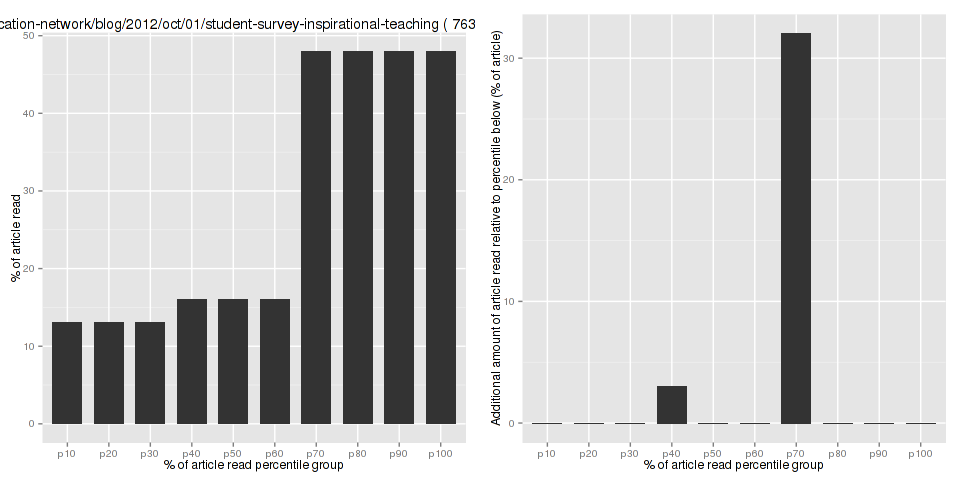 cation-network/blog/2012/oct/01/student-survey-inspirational-teaching ( 763
50
40
30
20
10
0
% of article read
p10 p20 p30 p40 p50 p60 p70 p80 p90 p100
% of article read percentile group
30
20
10
0
Additional amount of article read relative to percentile below (% of article)
p10 p20 p30 p40 p50 p60 p70 p80 p90 p100
% of article read percentile group